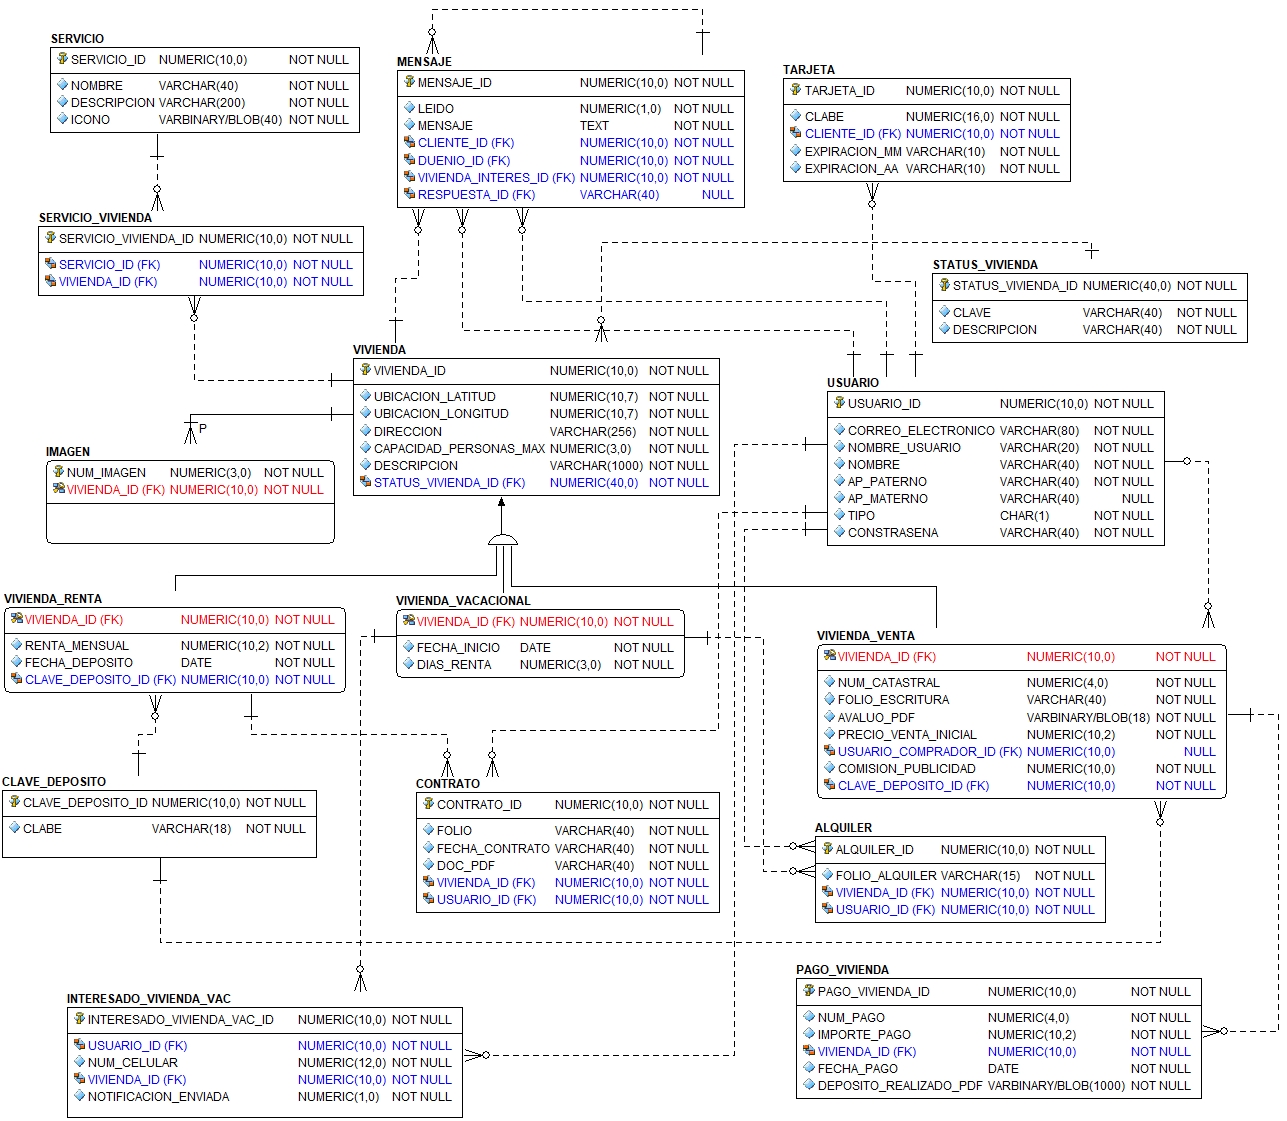 SERVICIO
SERVICIO_ID NUMERIC(10,0) NOT NULL
NOMBRE VARCHAR(40) NOT NULL
DESCRIPCION VARCHAR(200) NOT NULL
ICONO VARBINARY/BLOB(40) NOT NULL
MENSAJE
MENSAJE_ID NUMERIC(10,0) NOT NULL
LEIDO NUMERIC(1,0) NOT NULL
MENSAJE TEXT NOT NULL
CLIENTE_ID (FK) NUMERIC(10,0) NOT NULL
DUENIO_ID (FK) NUMERIC(10,0) NOT NULL
VIVIENDA_INTERES_ID (FK) NUMERIC(10,0) NOT NULL
RESPUESTA_ID (FK) VARCHAR(40) NULL
TARJETA
TARJETA_ID NUMERIC(10,0) NOT NULL
CLABE NUMERIC(16,0) NOT NULL
CLIENTE_ID (FK) NUMERIC(10,0) NOT NULL
EXPIRACION_MM VARCHAR(10) NOT NULL
EXPIRACION_AA VARCHAR(10) NOT NULL
SERVICIO_VIVIENDA
SERVICIO_VIVIENDA_ID NUMERIC(10,0) NOT NULL
SERVICIO_ID (FK) NUMERIC(10,0) NOT NULL
VIVIENDA_ID (FK) NUMERIC(10,0) NOT NULL
STATUS_VIVIENDA
STATUS_VIVIENDA_ID NUMERIC(40,0) NOT NULL
CLAVE VARCHAR(40) NOT NULL
DESCRIPCION VARCHAR(40) NOT NULL
VIVIENDA
VIVIENDA_ID NUMERIC(10,0) NOT NULL
UBICACION_LATITUD NUMERIC(10,7) NOT NULL
UBICACION_LONGITUD NUMERIC(10,7) NOT NULL
DIRECCION VARCHAR(256) NOT NULL
CAPACIDAD_PERSONAS_MAX NUMERIC(3,0) NOT NULL
DESCRIPCION VARCHAR(1000) NOT NULL
STATUS_VIVIENDA_ID (FK) NUMERIC(40,0) NOT NULL
USUARIO
USUARIO_ID NUMERIC(10,0) NOT NULL
CORREO_ELECTRONICO VARCHAR(80) NOT NULL
NOMBRE_USUARIO VARCHAR(20) NOT NULL
NOMBRE VARCHAR(40) NOT NULL
AP_PATERNO VARCHAR(40) NOT NULL
AP_MATERNO VARCHAR(40) NULL
TIPO CHAR(1) NOT NULL
CONSTRASENA VARCHAR(40) NOT NULL
P
IMAGEN
NUM_IMAGEN NUMERIC(3,0) NOT NULL
VIVIENDA_ID (FK) NUMERIC(10,0) NOT NULL
VIVIENDA_RENTA
VIVIENDA_ID (FK) NUMERIC(10,0) NOT NULL
RENTA_MENSUAL NUMERIC(10,2) NOT NULL
FECHA_DEPOSITO DATE NOT NULL
CLAVE_DEPOSITO_ID (FK) NUMERIC(10,0) NOT NULL
VIVIENDA_VACACIONAL
VIVIENDA_ID (FK) NUMERIC(10,0) NOT NULL
FECHA_INICIO DATE NOT NULL
DIAS_RENTA NUMERIC(3,0) NOT NULL
VIVIENDA_VENTA
VIVIENDA_ID (FK) NUMERIC(10,0) NOT NULL
NUM_CATASTRAL NUMERIC(4,0) NOT NULL
FOLIO_ESCRITURA VARCHAR(40) NOT NULL
AVALUO_PDF VARBINARY/BLOB(18) NOT NULL
PRECIO_VENTA_INICIAL NUMERIC(10,2) NOT NULL
USUARIO_COMPRADOR_ID (FK) NUMERIC(10,0) NULL
COMISION_PUBLICIDAD NUMERIC(10,0) NOT NULL
CLAVE_DEPOSITO_ID (FK) NUMERIC(10,0) NOT NULL
CLAVE_DEPOSITO
CLAVE_DEPOSITO_ID NUMERIC(10,0) NOT NULL
CLABE VARCHAR(18) NOT NULL
CONTRATO
CONTRATO_ID NUMERIC(10,0) NOT NULL
FOLIO VARCHAR(40) NOT NULL
FECHA_CONTRATO VARCHAR(40) NOT NULL
DOC_PDF VARCHAR(40) NOT NULL
VIVIENDA_ID (FK) NUMERIC(10,0) NOT NULL
USUARIO_ID (FK) NUMERIC(10,0) NOT NULL
ALQUILER
ALQUILER_ID NUMERIC(10,0) NOT NULL
FOLIO_ALQUILER VARCHAR(15) NOT NULL
VIVIENDA_ID (FK) NUMERIC(10,0) NOT NULL
USUARIO_ID (FK) NUMERIC(10,0) NOT NULL
INTERESADO_VIVIENDA_VAC
INTERESADO_VIVIENDA_VAC_ID NUMERIC(10,0) NOT NULL
USUARIO_ID (FK) NUMERIC(10,0) NOT NULL
NUM_CELULAR NUMERIC(12,0) NOT NULL
VIVIENDA_ID (FK) NUMERIC(10,0) NOT NULL
NOTIFICACION_ENVIADA NUMERIC(1,0) NOT NULL
PAGO_VIVIENDA
PAGO_VIVIENDA_ID NUMERIC(10,0) NOT NULL
NUM_PAGO NUMERIC(4,0) NOT NULL
IMPORTE_PAGO NUMERIC(10,2) NOT NULL
VIVIENDA_ID (FK) NUMERIC(10,0) NOT NULL
FECHA_PAGO DATE NOT NULL
DEPOSITO_REALIZADO_PDF VARBINARY/BLOB(1000) NOT NULL